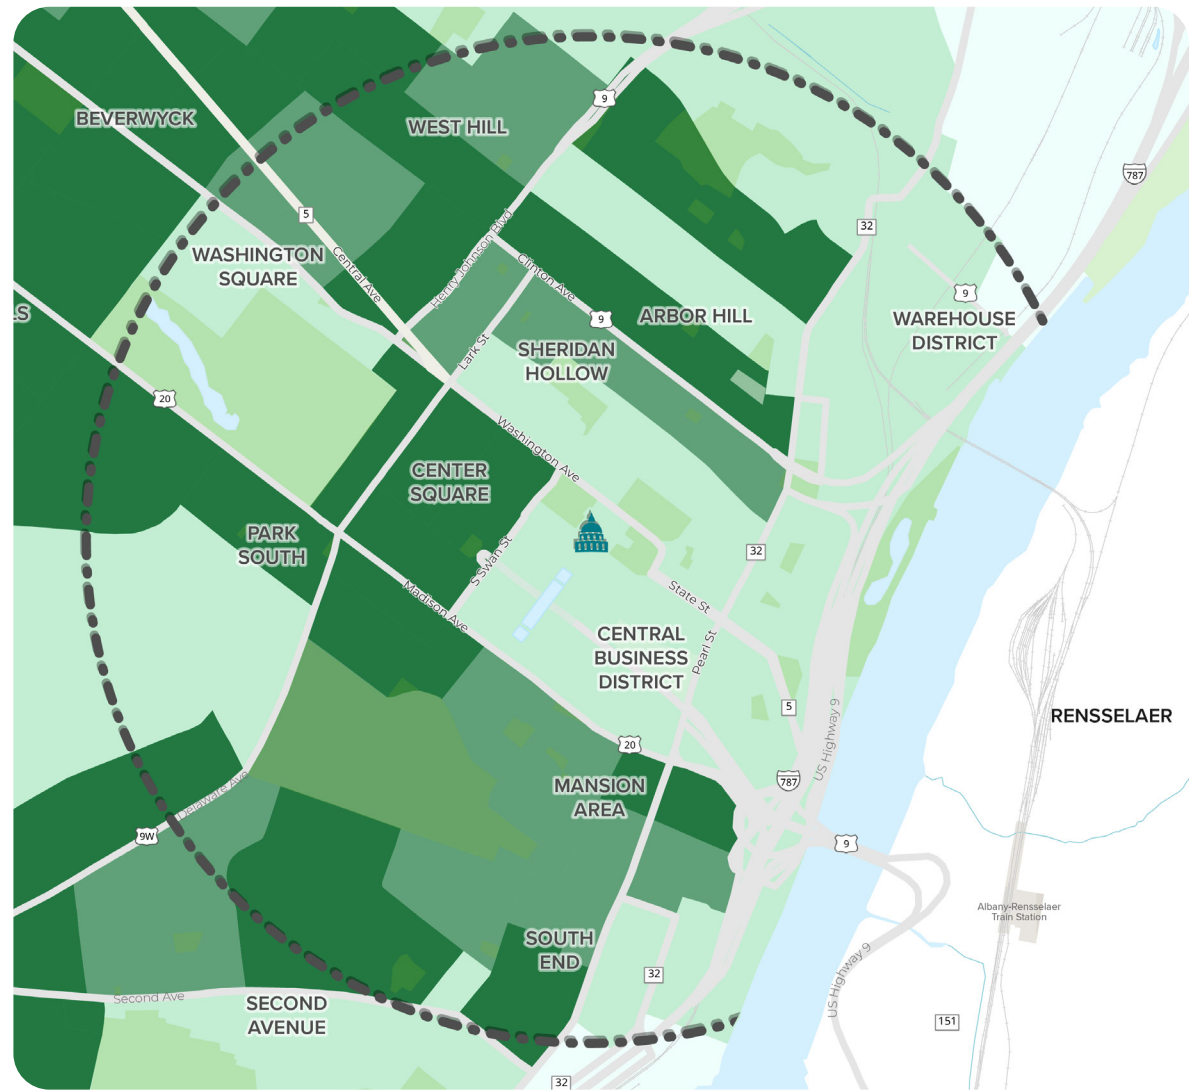 BEVERWYCK
WEST HILL
9
787
5
32
WASHINGTON
SQUARE
Central Ave
Henry Johnson Blvd
Clinton Ave
9
9
LS
ARBOR HILL
WAREHOUSE
DISTRICT
Lark St
SHERIDAN
HOLLOW
20
Washington Ave
CENTER
SQUARE
PARK
SOUTH
S Swan St
32
Madison Ave
State St
CENTRAL
BUSINESS
DISTRICT
Pearl St
5
RENSSELAER
US Highway 9
20
787
MANSION
AREA
Delaware Ave
9W
9
Albany-Rensselaer
Train Station
SOUTH
END
32
US Highway 9
Second Ave
SECOND
AVENUE
151
32